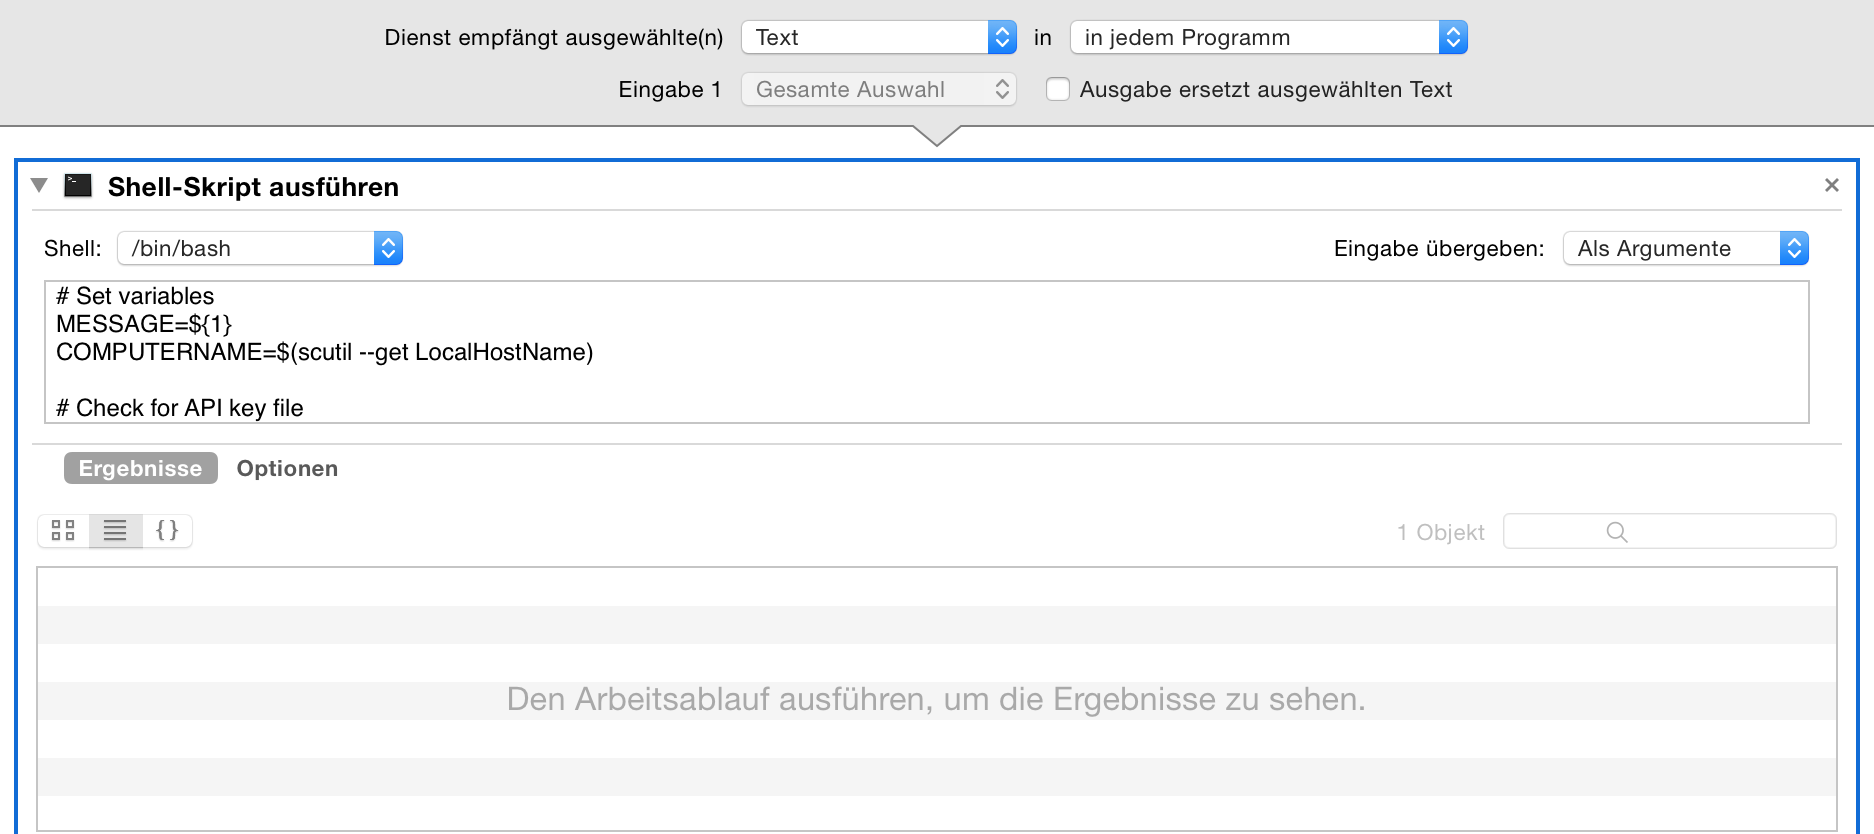 Dienst empfängt ausgewählte(n) Text in in jedem Programm
Eingabe 1 Gesamte Auswahl Ausgabe ersetzt ausgewählten Text
Shell-Skript ausführen
Shell: /bin/bash Eingabe übergeben: Als Argumente
# Set variables
MESSAGE=${1}
COMPUTERNAME=$(scutil --get LocalHostName)
# Check for API key file
Ergebnisse Optionen
{} 1 Objekt
Den Arbeitsablauf ausführen, um die Ergebnisse zu sehen.